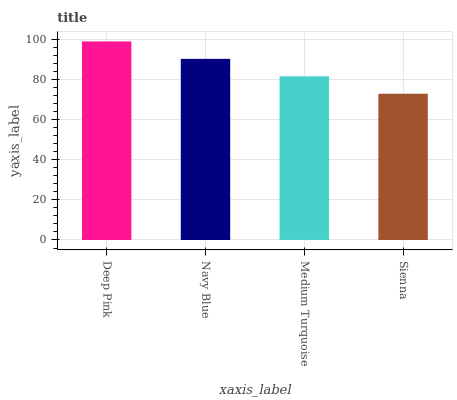 title
yaxis_label
100
80
60
40
20
0
Deep Pink
Navy Blue
Medium Turquoise
Sienna
xaxis_label